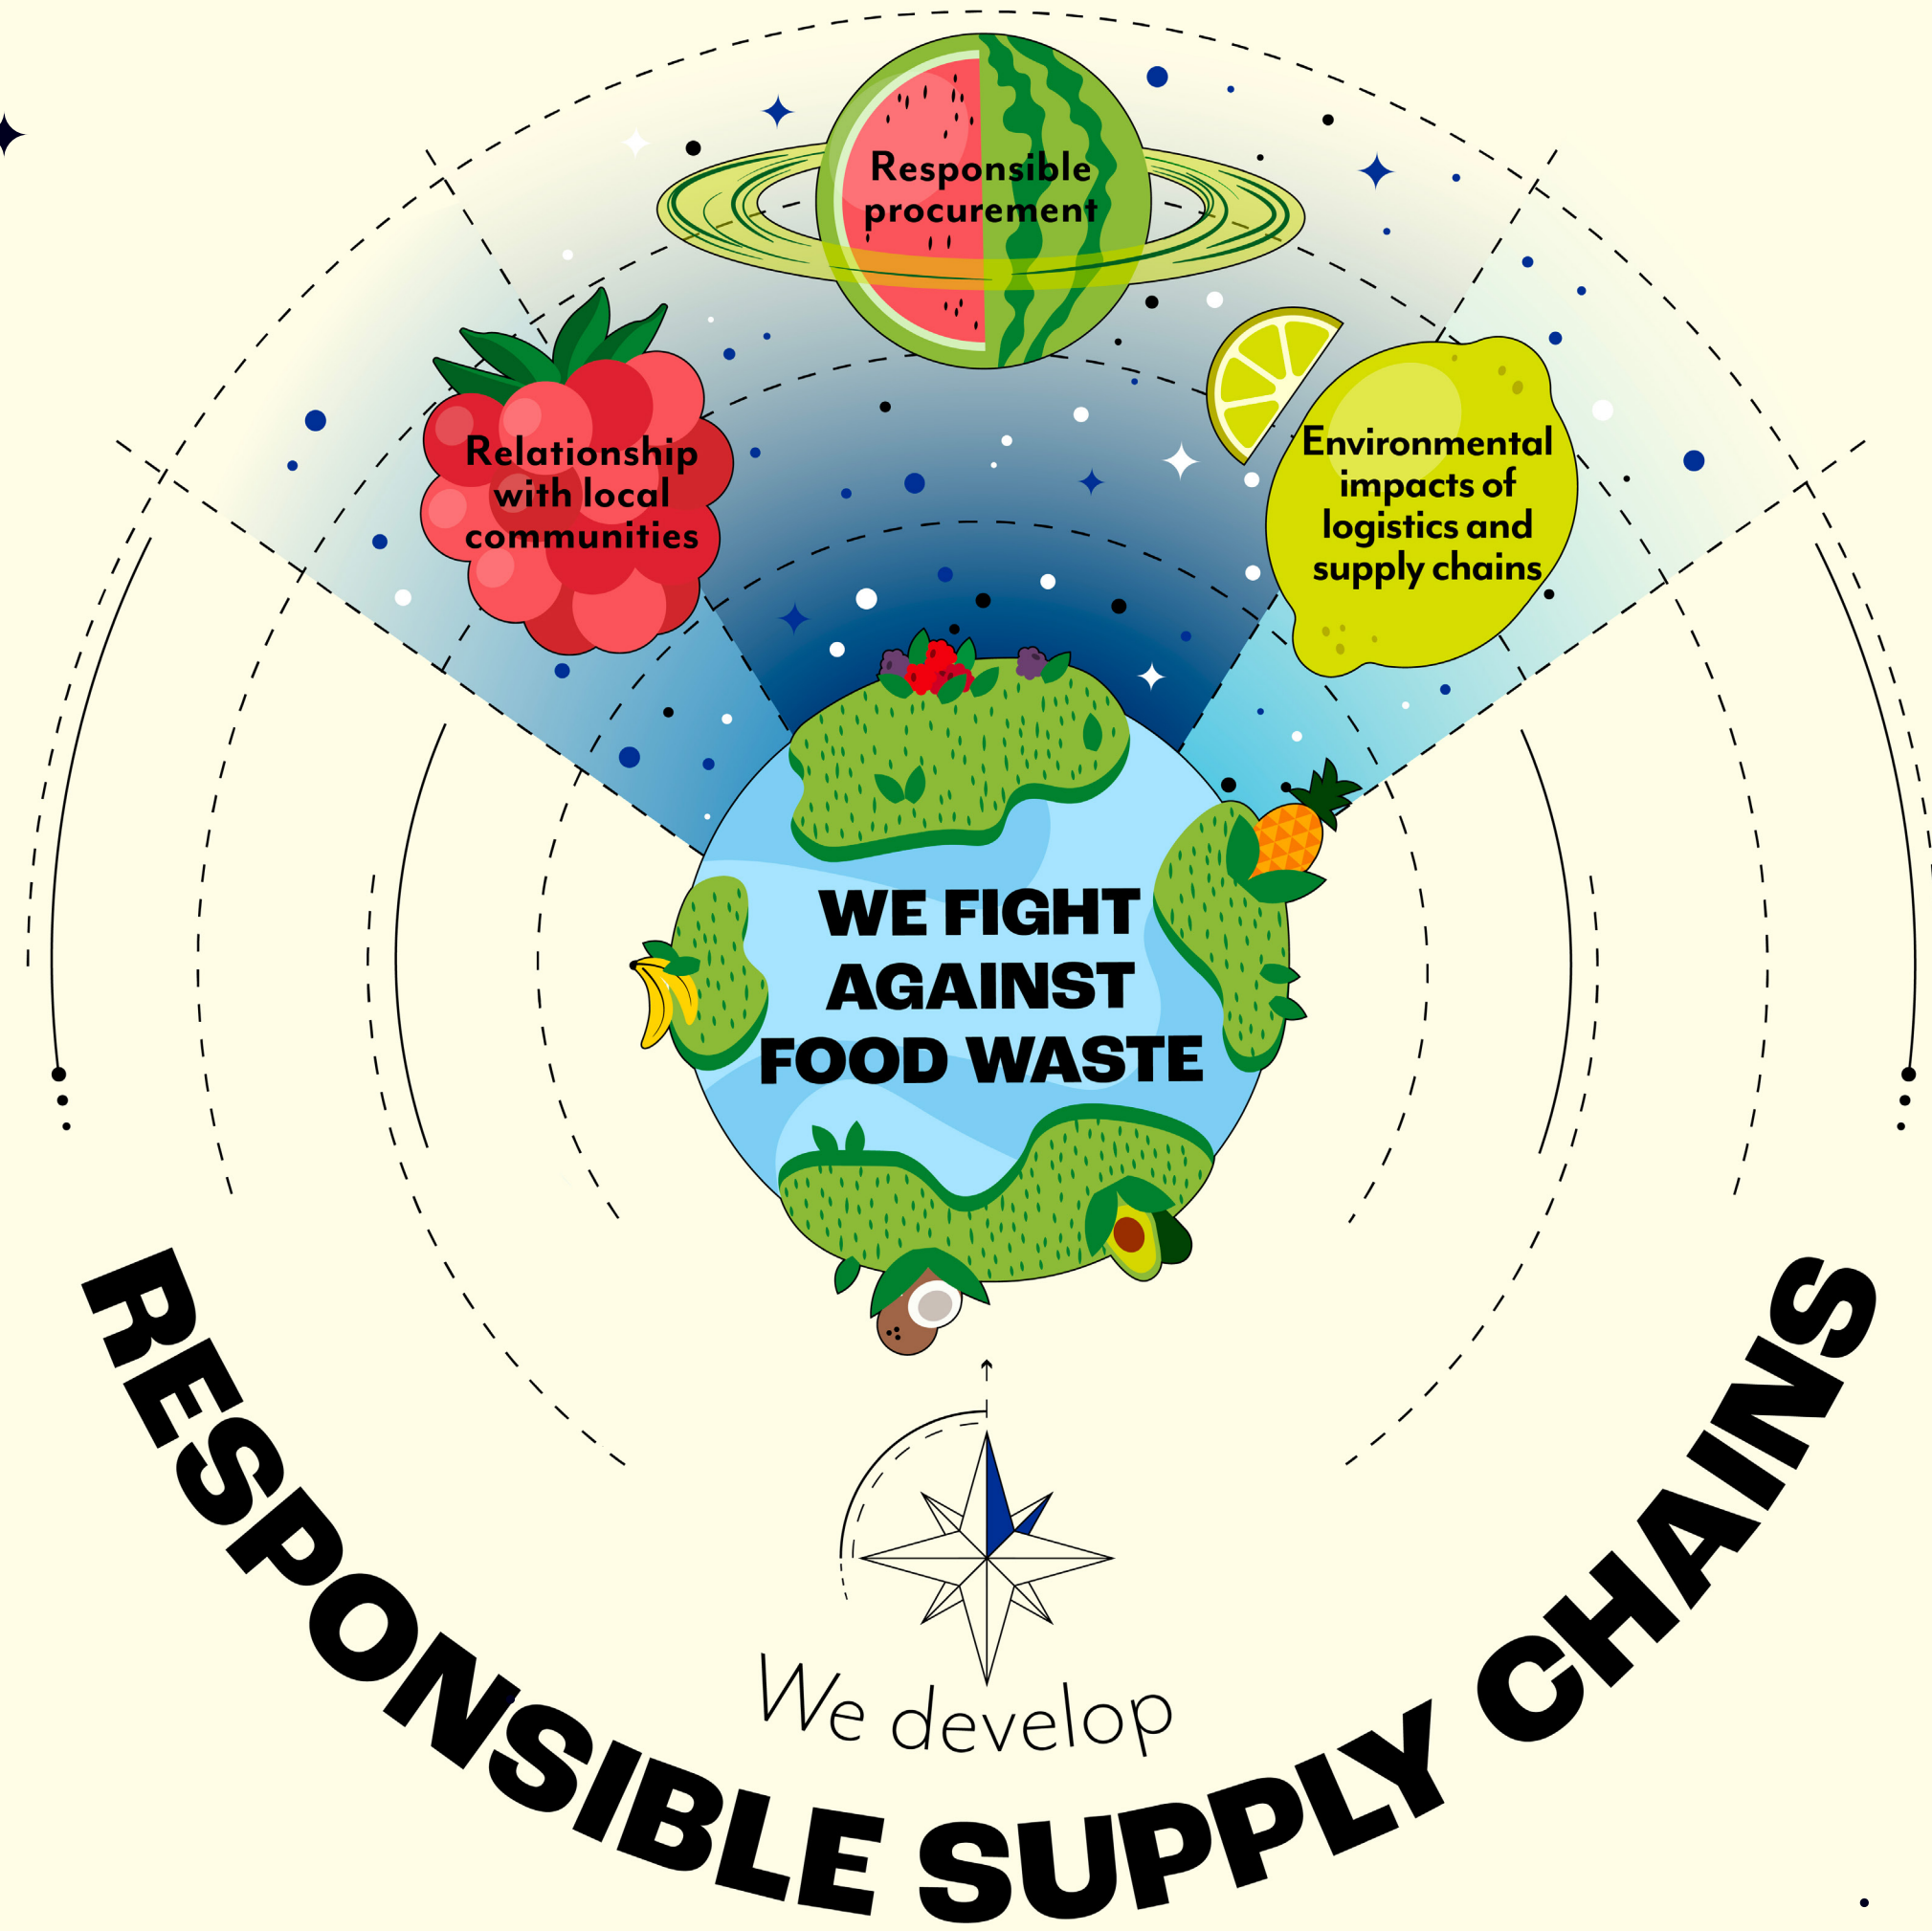 Responsible
procurement
Relationship
with local
communities
Environmental
impacts of
logistics and
supply chains
WE FIGHT
AGAINST
FOOD WASTE
We develop
RESPONSIBLE SUPPLY CHAINS